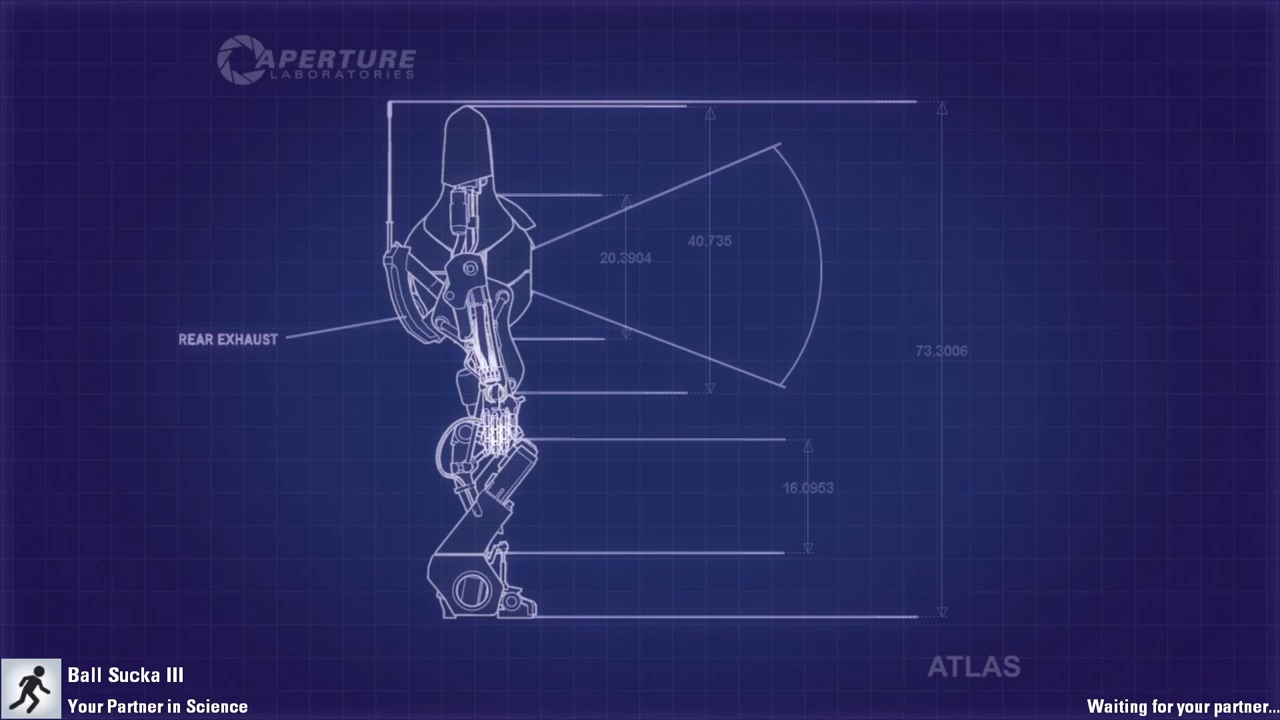 APERTURE
LABORATORIES
40.735
20.3904
REAR EXHAUST
73.3006
16.0953
ATLAS
Ball Sucka III
Your Partner in Science
Waiting for your partner...